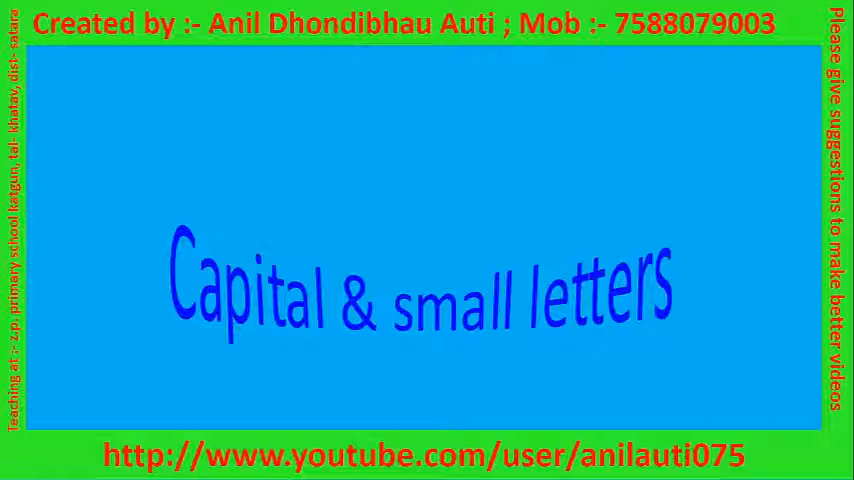 Created by :- Anil Dhondibhau Auti ; Mob :- 7588079003
Teaching at :- z.p. primary school katgun, tal- khatav, dist- satara
Capital & small letters
Please give suggestions to make better videos
http://www.youtube.com/user/anilauti075